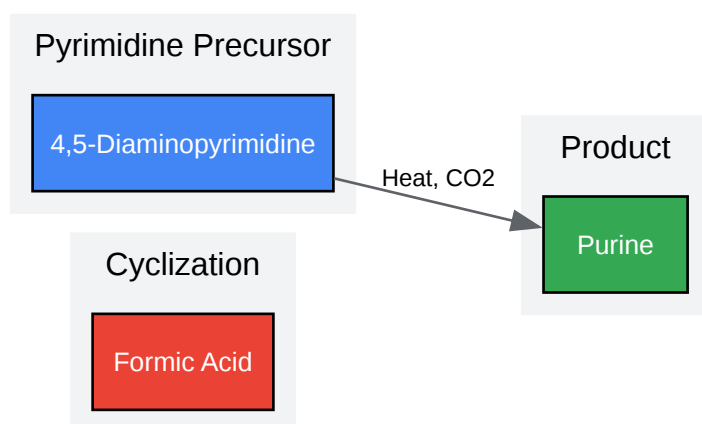 Pyrimidine Precursor
4,5-Diaminopyrimidine
Heat, CO2
Product
Purine
Cyclization
Formic Acid